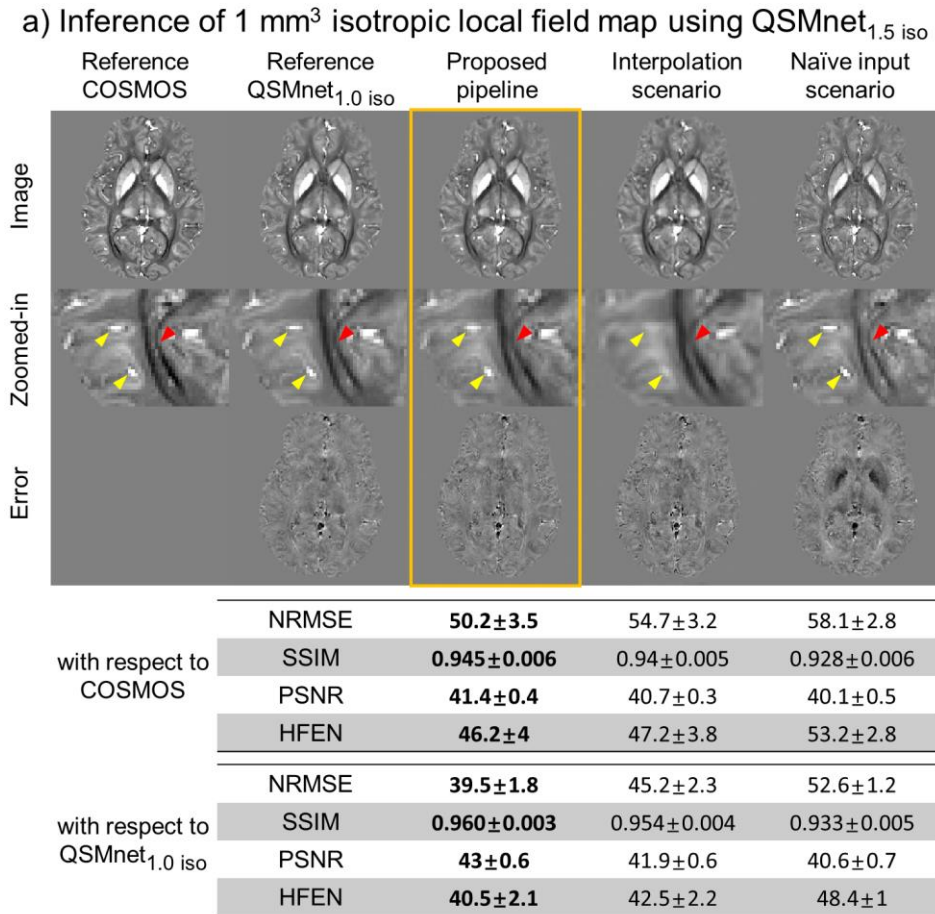 a) Inference of 1 mm³ isotropic local field map using QSMnet1.5 iso
Reference COSMOS
Reference QSMnet1.0 iso
Proposed pipeline
Interpolation scenario
Naïve input scenario
Image
Zoomed-in
Error
with respect to COSMOS
NRMSE 50.2±3.5 54.7±3.2 58.1±2.8
SSIM 0.945±0.006 0.94±0.005 0.928±0.006
PSNR 41.4±0.4 40.7±0.3 40.1±0.5
HFEN 46.2±4 47.2±3.8 53.2±2.8
with respect to QSMnet1.0 iso
NRMSE 39.5±1.8 45.2±2.3 52.6±1.2
SSIM 0.960±0.003 0.954±0.004 0.933±0.005
PSNR 43±0.6 41.9±0.6 40.6±0.7
HFEN 40.5±2.1 42.5±2.2 48.4±1